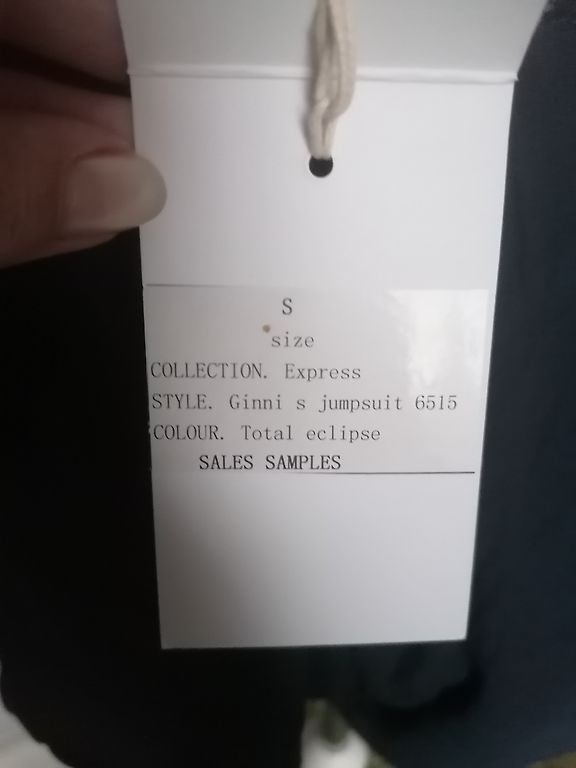 S
size
COLLECTION. Express
STYLE. Ginni s jumpsuit 6515
COLOUR. Total eclipse
SALES SAMPLES